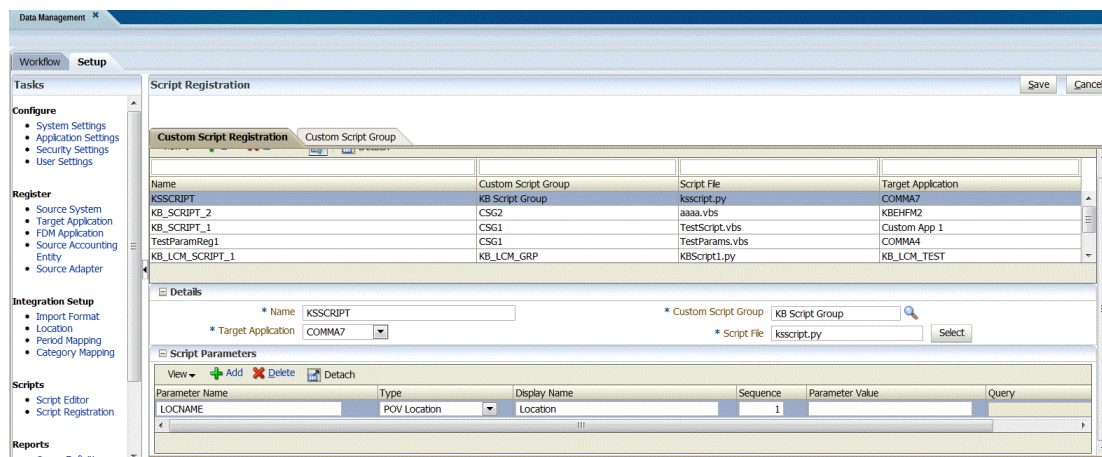 Data Management
Workflow Setup
Tasks
Configure
System Settings
Application Settings
Security Settings
User Settings
Register
Source System
Target Application
FDM Application
Source Accounting
Entity
Source Adapter
Integration Setup
Import Format
Location
Period Mapping
Category Mapping
Scripts
Script Editor
Script Registration
Reports
Script Registration Save Cancel
Custom Script Registration Custom Script Group
Detach
Name Custom Script Group Script File Target Application
KSSCRIPT KB Script Group ksscript.py COMMA7
KB_SCRIPT_2 CSG2 aaaa.vbs KBEHFM2
KB_SCRIPT_1 CSG1 TestScript.vbs Custom App 1
TestParamReg1 CSG1 TestParams.vbs COMMA4
KB_LCM_SCRIPT_1 KB_LCM_GRP KBScript1.py KB_LCM_TEST
Details
* Name KSSCRIPT * Custom Script Group KB Script Group
* Target Application COMMA7 * Script File ksscript.py Select
Script Parameters
View Add Delete Detach
Parameter Name Type Display Name Sequence Parameter Value Query
LOCNAME POV Location Location 1